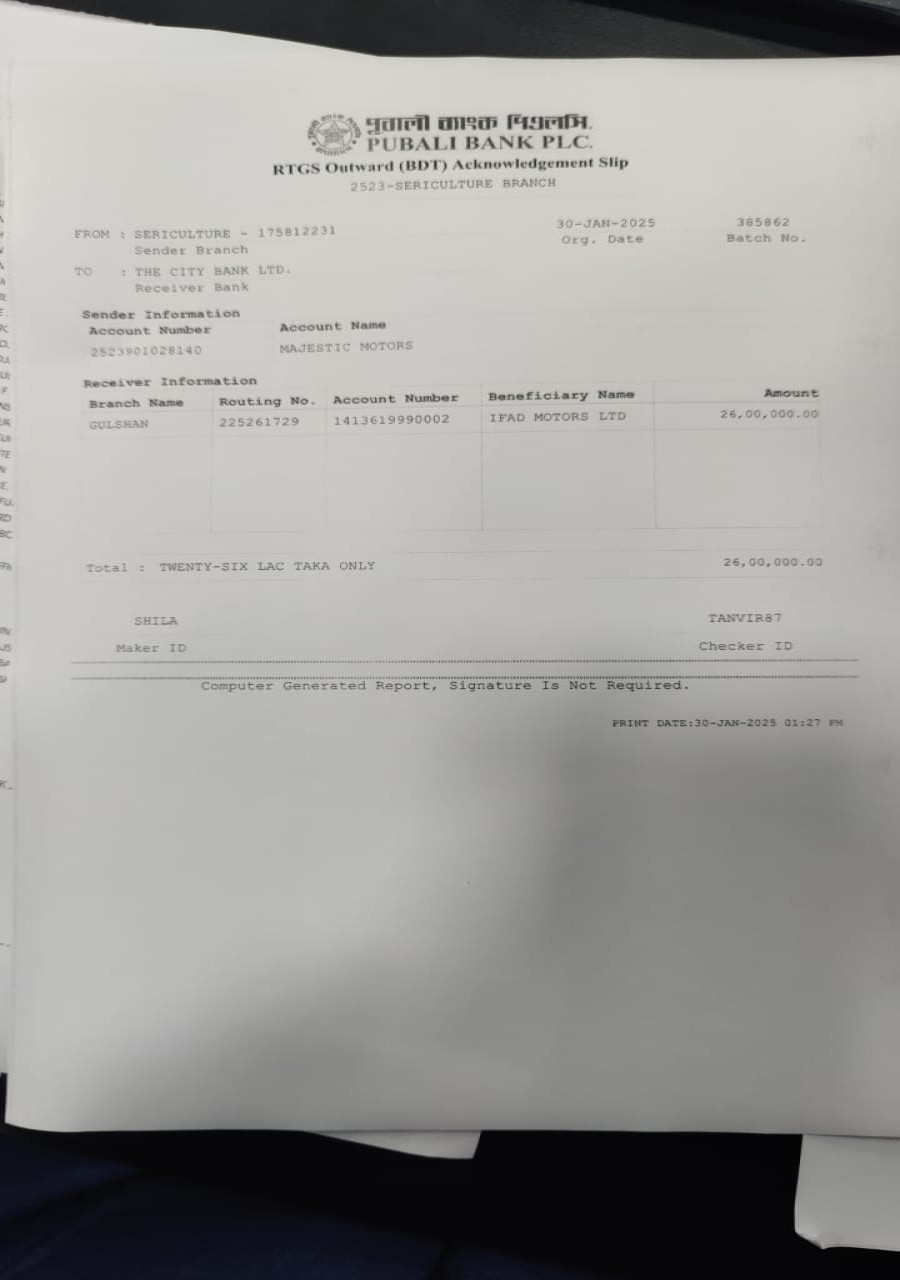 পূবালী ব্যাংক পিএলসি.
PUBALI BANK PLC.
RTGS Outward (BDT) Acknowledgement Slip
2523-SERICULTURE BRANCH
FROM : SERICULTURE - 175812231 30-JAN-2025 385862
Sender Branch Org. Date Batch No.
TO : THE CITY BANK LTD.
Receiver Bank
Sender Information
Account Number Account Name
2523901028140 MAJESTIC MOTORS
Receiver Information
Branch Name Routing No. Account Number Beneficiary Name Amount
GULSHAN 225261729 1413619990002 IFAD MOTORS LTD 26,00,000.00
Total : TWENTY-SIX LAC TAKA ONLY 26,00,000.00
SHILA TANVIR87
Maker ID Checker ID
Computer Generated Report, Signature Is Not Required.
PRINT DATE:30-JAN-2025 01:27 PM